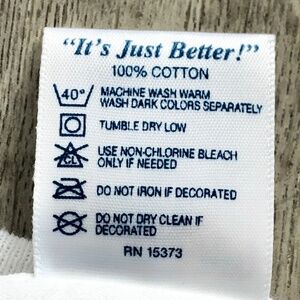 "It's Just Better!"
100% COTTON
40° MACHINE WASH WARM
WASH DARK COLORS SEPARATELY
TUMBLE DRY LOW
CL USE NON-CHLORINE BLEACH
ONLY IF NEEDED
DO NOT IRON IF DECORATED
DO NOT DRY CLEAN IF
DECORATED
RN 15373